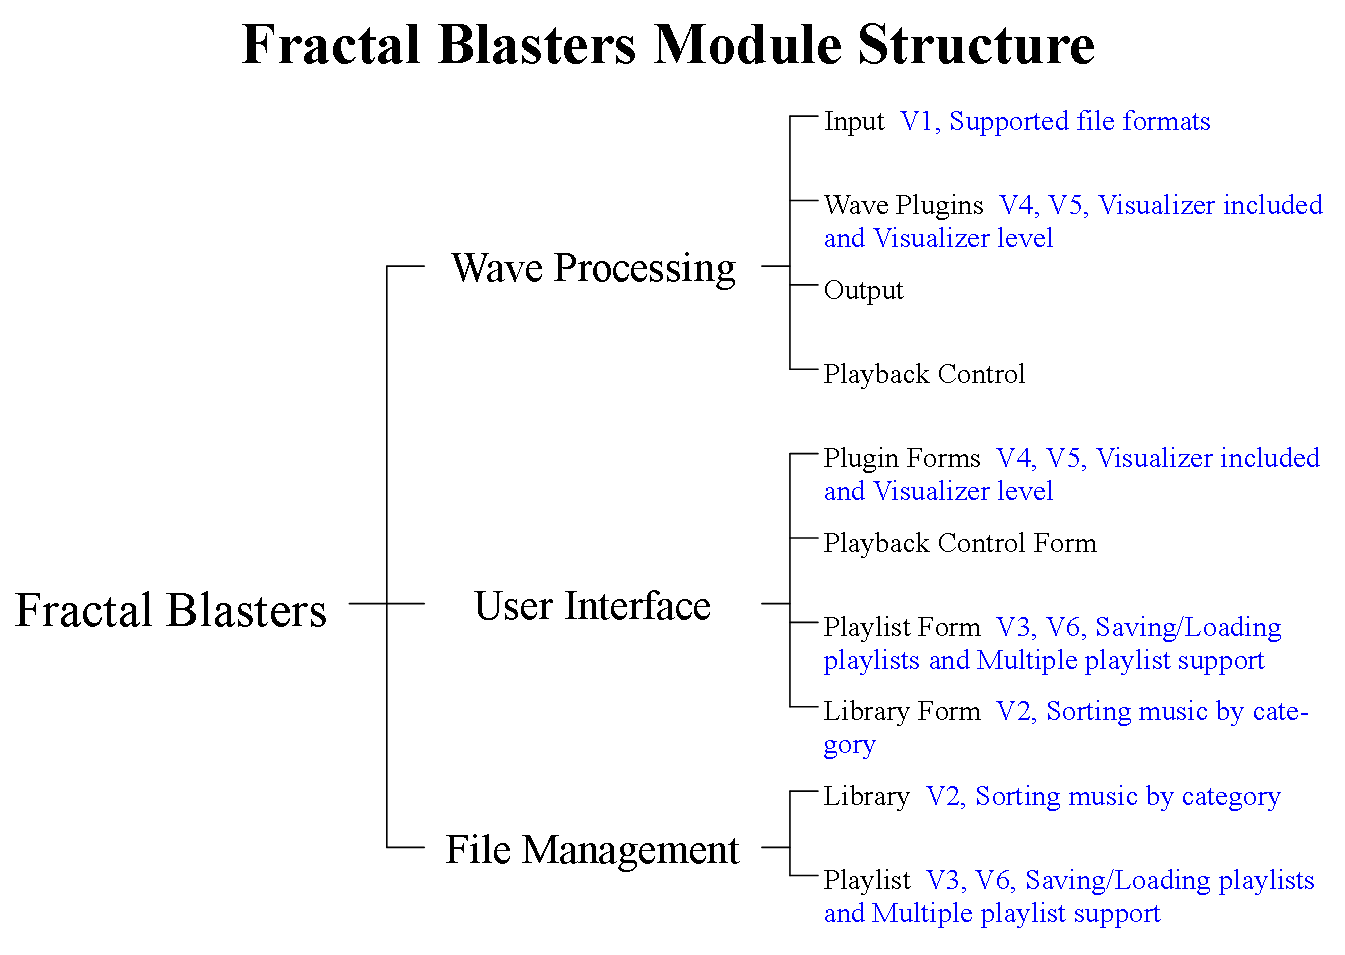 Fractal Blasters Module Structure
Input V1, Supported file formats
Wave Plugins V4, V5, Visualizer included
and Visualizer level
Wave Processing
Output
Playback Control
Plugin Forms V4, V5, Visualizer included
and Visualizer level
Playback Control Form
Fractal Blasters
User Interface
Playlist Form V3, V6, Saving/Loading
playlists and Multiple playlist support
Library Form V2, Sorting music by cate-
gory
Library V2, Sorting music by category
File Management
Playlist V3, V6, Saving/Loading playlists
and Multiple playlist support